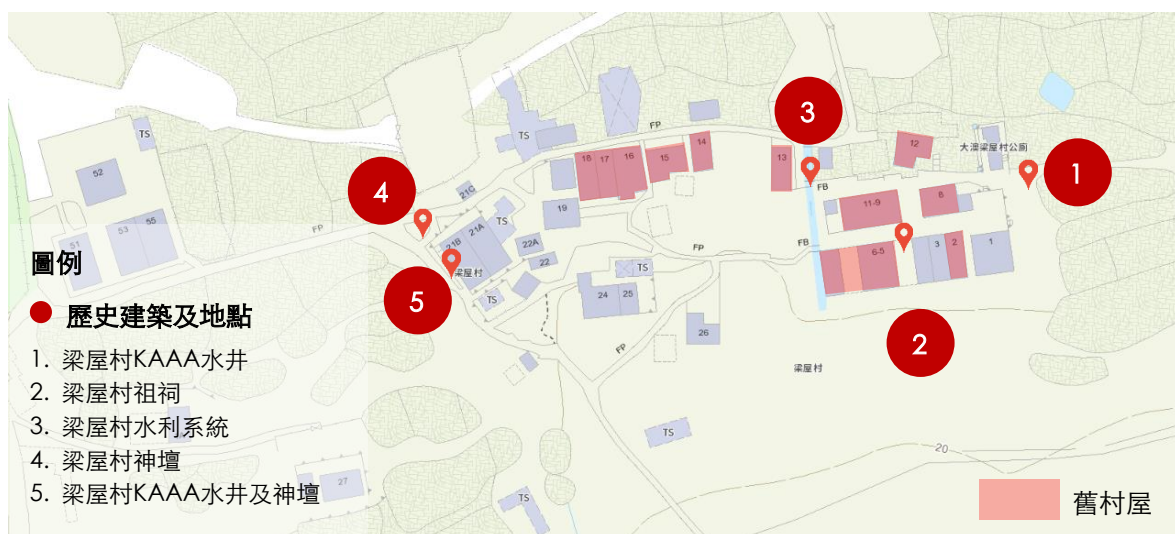 3
FP
TS
TS
14
16
17
18
15
12
大澳梁屋村公廁
13
1
52
4
21C
FB
8
TS
19
11-9
53
55
51
FP
21A
21B
22A
FP
FB
6-5
3
2
1
圖例
梁屋村
22
TS
5
TS
24
25
歷史建築及地點
26
2
1. 梁屋村KAAA水井
FP
梁屋村
2. 梁屋村祖祠
3. 梁屋村水利系統
TS
20
4. 梁屋村神壇
27
5. 梁屋村KAAA水井及神壇
TS
舊村屋